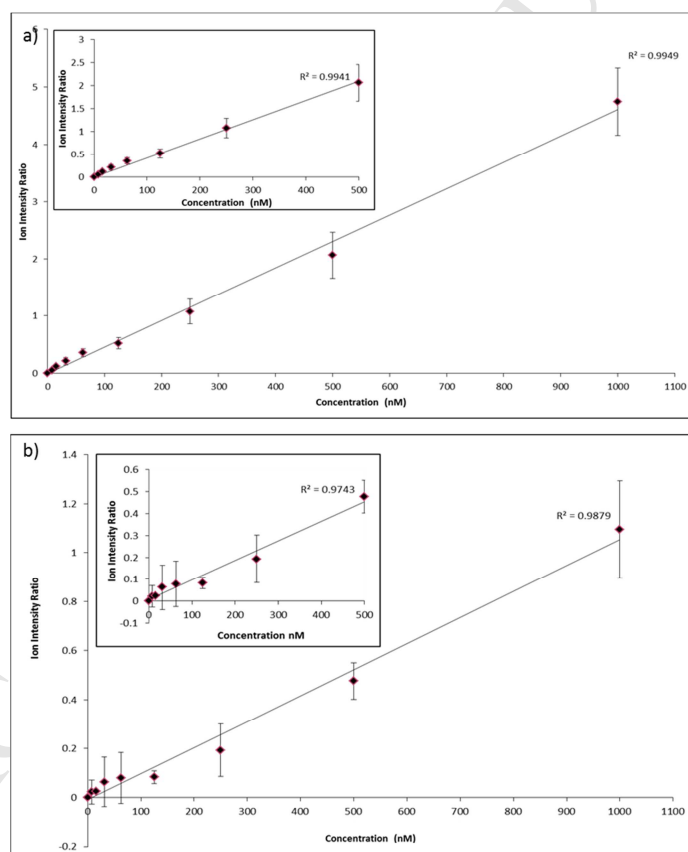 a)
6
5
4
3
2
1
0
Ion Intensity Ratio
0 100 200 300 400 500 600 700 800 900 1000 1100
Concentration (nM)
R² = 0.9949
3
2.5
2
1.5
1
0.5
0
Ion Intensity Ratio
0 100 200 300 400 500
Concentration (nM)
R² = 0.9941
b)
1.4
1.2
1
0.8
0.6
0.4
0.2
0
-0.2
Ion Intensity Ratio
0 100 200 300 400 500 600 700 800 900 1000 1100
Concentration (nM)
R² = 0.9879
0.6
0.5
0.4
0.3
0.2
0.1
0
-0.1
Ion Intensity Ratio
0 100 200 300 400 500
Concentration nM
R² = 0.9743